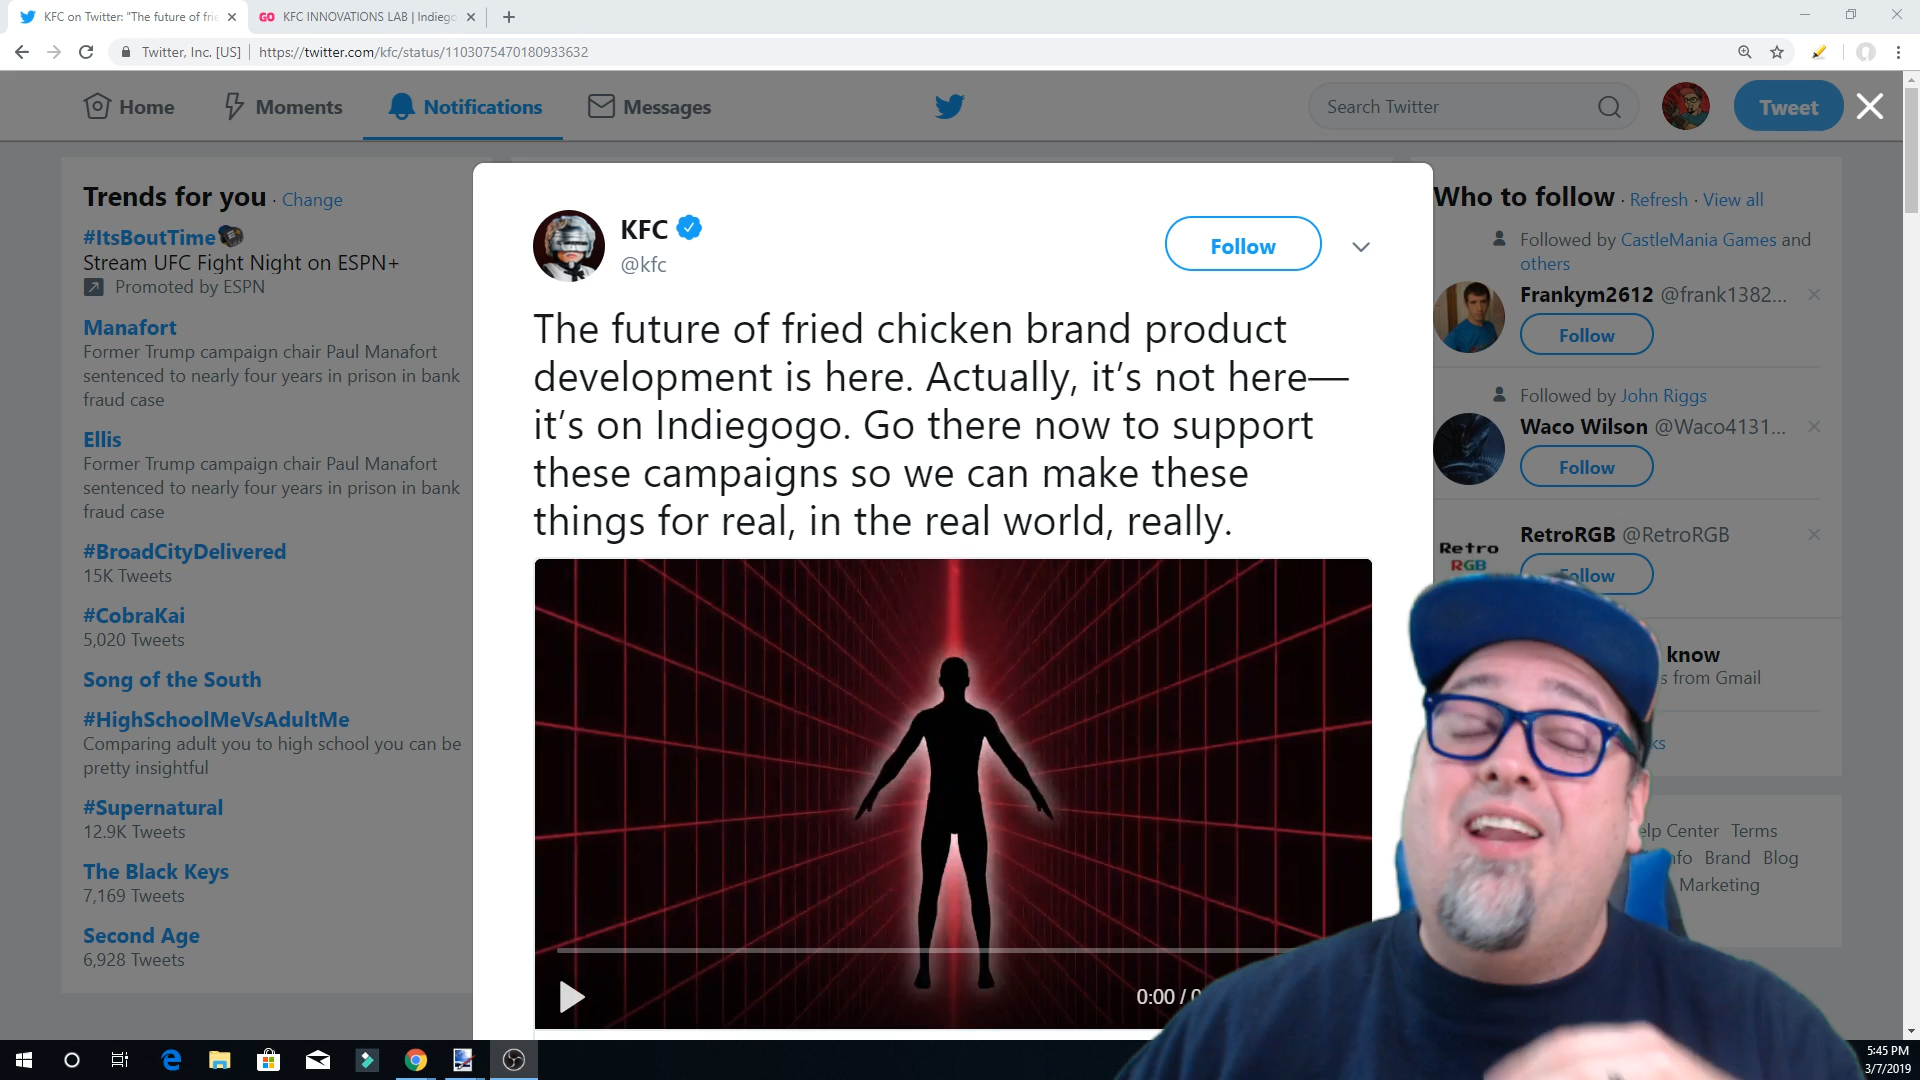 KFC on Twitter: "The future of frie
GO KFC INNOVATIONS LAB | Indiego
Twitter, Inc. [US] | https://twitter.com/kfc/status/1103075470180933632
Home
Moments
Notifications
Messages
Search Twitter
Tweet
Trends for you · Change
#ItsBoutTime
Stream UFC Fight Night on ESPN+
Promoted by ESPN
Manafort
Former Trump campaign chair Paul Manafort
sentenced to nearly four years in prison in bank
fraud case
Ellis
Former Trump campaign chair Paul Manafort
sentenced to nearly four years in prison in bank
fraud case
#BroadCityDelivered
15K Tweets
#CobraKai
5,020 Tweets
Song of the South
#HighSchoolMeVsAdultMe
Comparing adult you to high school you can be
pretty insightful
#Supernatural
12.9K Tweets
The Black Keys
7,169 Tweets
Second Age
6,928 Tweets
KFC
@kfc
Follow
The future of fried chicken brand product
development is here. Actually, it’s not here—
it’s on Indiegogo. Go there now to support
these campaigns so we can make these
things for real, in the real world, really.
0:00 / 0
Who to follow · Refresh · View all
Followed by CastleMania Games and
others
Frankym2612 @frank1382...
Follow
Followed by John Riggs
Waco Wilson @Waco4131...
Follow
Retro
RGB
RetroRGB @RetroRGB
Follow
know
s from Gmail
ks
elp Center Terms
nfo Brand Blog
Marketing
5:45 PM
3/7/2019